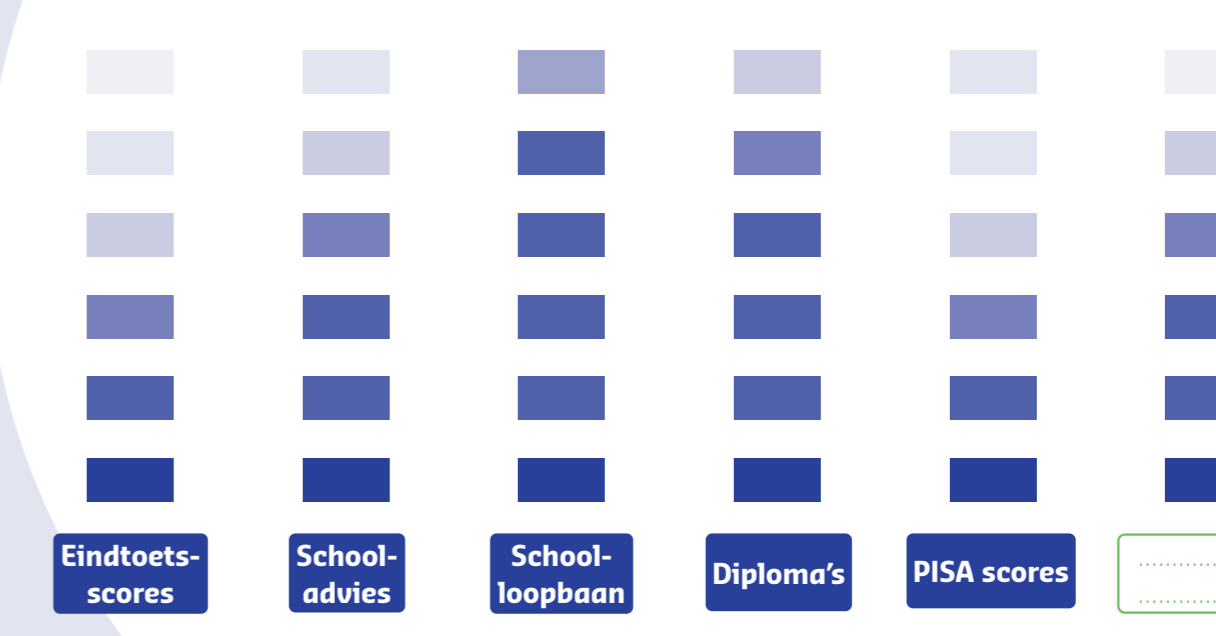 Eindtoets-
scores
School-
advies
School-
loopbaan
Diploma's
PISA scores